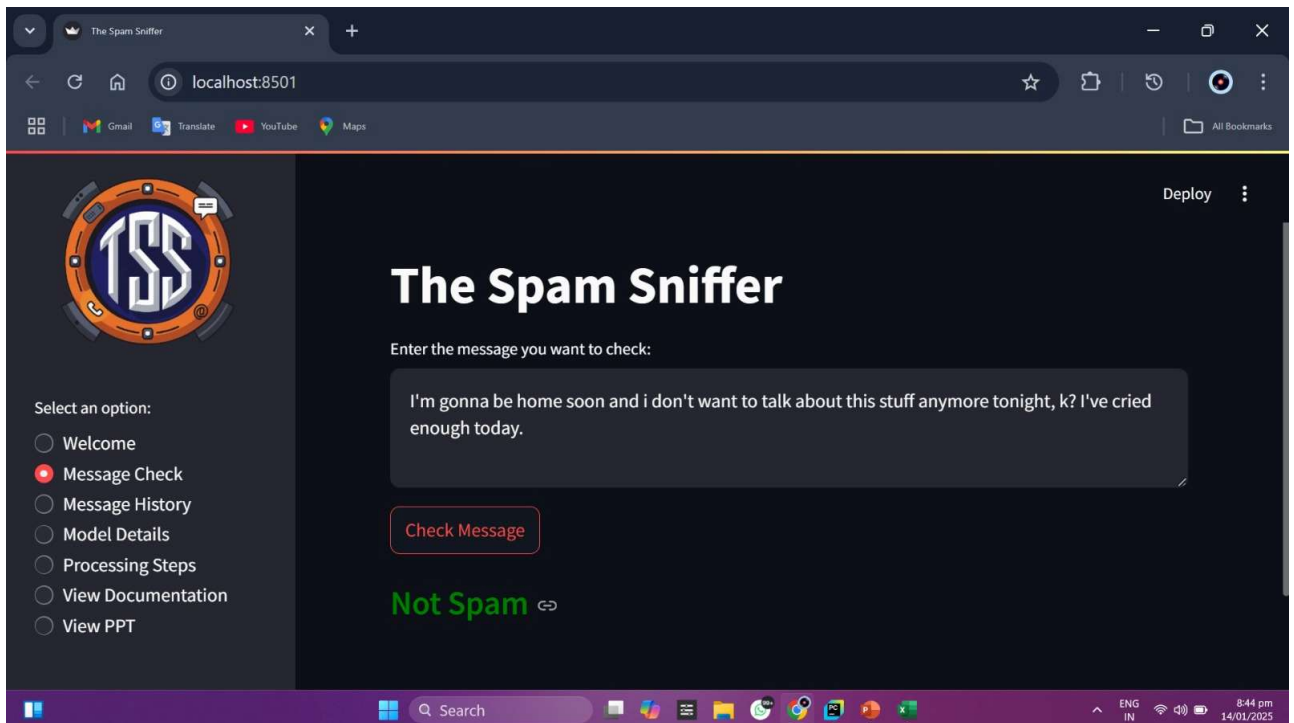 The Spam Sniffer
localhost:8501
Gmail Translate YouTube Maps All Bookmarks
TSS
Deploy
The Spam Sniffer
Enter the message you want to check:
I'm gonna be home soon and i don't want to talk about this stuff anymore tonight, k? I've cried
enough today.
Select an option:
Welcome
Message Check
Message History
Model Details
Processing Steps
View Documentation
View PPT
Check Message
Not Spam
Search
ENG
IN
8:44 pm
14/01/2025